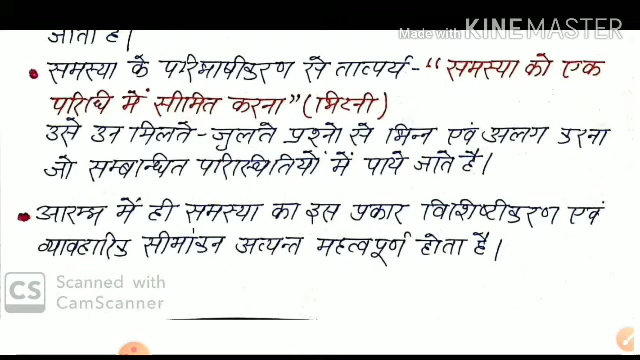 Made with KINEMASTER
जाता है।
समस्या के परिभाषीकरण से तात्पर्य - "समस्या को एक
परिधि में सीमित करना" (भिटनी)
उसे उन मिलते-जुलते प्रश्नो से भिन्न एवं अलग करना
जो सम्बान्धित परिस्थितियों में पाये जाते है।
आरम्भ में ही समस्या का इस प्रकार विशिष्टीकरण एवं
व्यावहारिक सीमांकन अत्यन्त महत्वपूर्ण होता है।
CS Scanned with
CamScanner